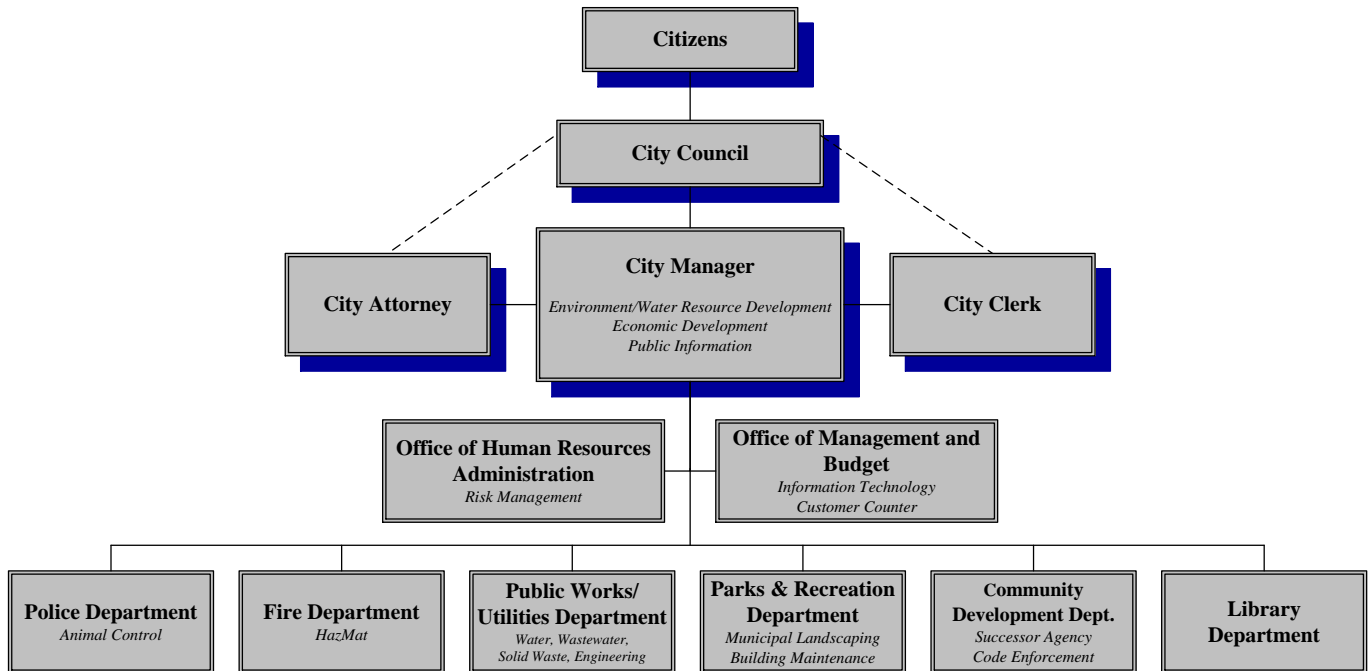 Citizens
City Council
City Attorney
City Manager
Environment/Water Resource Development
Economic Development
Public Information
City Clerk
Office of Human Resources
Administration
Risk Management
Office of Management and
Budget
Information Technology
Customer Counter
Police Department
Animal Control
Fire Department
HazMat
Public Works/
Utilities Department
Water, Wastewater,
Solid Waste, Engineering
Parks & Recreation
Department
Municipal Landscaping
Building Maintenance
Community
Development Dept.
Successor Agency
Code Enforcement
Library
Department